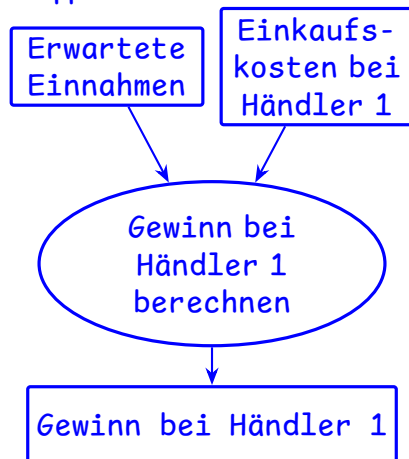 Erwartete
Einnahmen
Einkaufs-
kosten bei
Händler 1
Gewinn bei
Händler 1
berechnen
Gewinn bei Händler 1